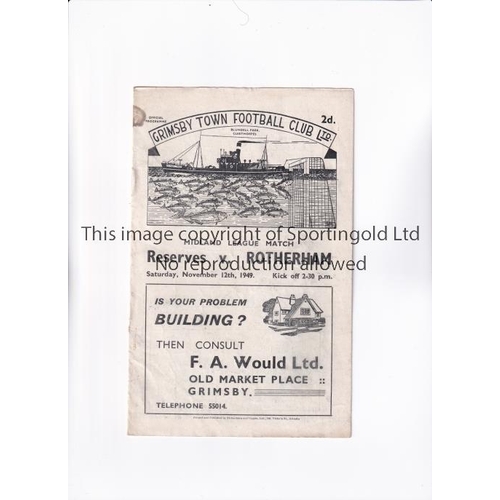 OFFICIAL
PROGRAMME
2d.
GRIMSBY TOWN FOOTBALL CLUB LTD.
BLUNDELL PARK,
CLEETHORPES
This image copyright of Sportingold Ltd
MIDLAND LEAGUE MATCH
Reserves v. ROTHERHAM
No reproduction allowed
Saturday, November 12th, 1949. Kick off 2-30 p.m.
IS YOUR PROBLEM
BUILDING?
THEN CONSULT
F. A. Would Ltd.
OLD MARKET PLACE ::
GRIMSBY.
TELEPHONE 55014.